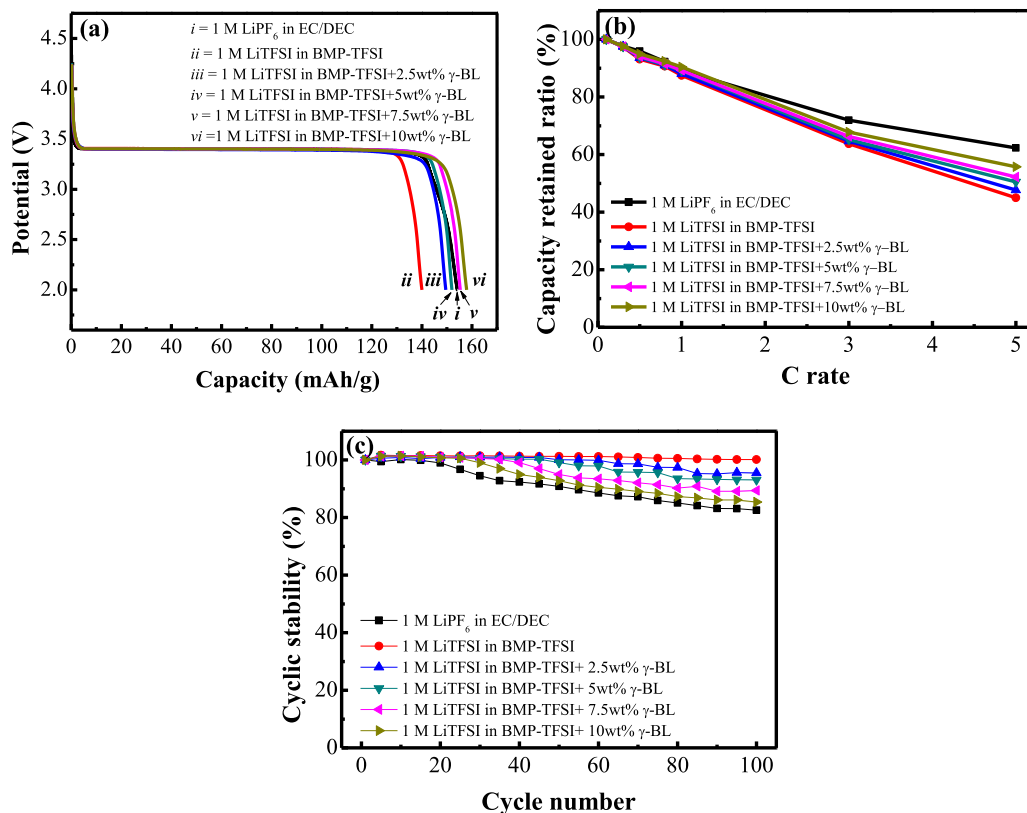 (a)
i = 1 M LiPF6 in EC/DEC
ii = 1 M LiTFSI in BMP-TFSI
iii = 1 M LiTFSI in BMP-TFSI+2.5wt% γ-BL
iv = 1 M LiTFSI in BMP-TFSI+5wt% γ-BL
v = 1 M LiTFSI in BMP-TFSI+7.5wt% γ-BL
vi =1 M LiTFSI in BMP-TFSI+10wt% γ-BL
4.5
4.0
3.5
3.0
2.5
2.0
Potential (V)
ii iii vi
iv i v
0 20 40 60 80 100 120 140 160
Capacity (mAh/g)
(b)
100
80
60
40
20
0
Capacity retained ratio (%)
1 M LiPF6 in EC/DEC
1 M LiTFSI in BMP-TFSI
1 M LiTFSI in BMP-TFSI+2.5wt% γ-BL
1 M LiTFSI in BMP-TFSI+5wt% γ-BL
1 M LiTFSI in BMP-TFSI+7.5wt% γ-BL
1 M LiTFSI in BMP-TFSI+10wt% γ-BL
0 1 2 3 4 5
C rate
(c)
100
80
60
40
20
0
Cyclic stability (%)
1 M LiPF6 in EC/DEC
1 M LiTFSI in BMP-TFSI
1 M LiTFSI in BMP-TFSI+ 2.5wt% γ-BL
1 M LiTFSI in BMP-TFSI+ 5wt% γ-BL
1 M LiTFSI in BMP-TFSI+ 7.5wt% γ-BL
1 M LiTFSI in BMP-TFSI+ 10wt% γ-BL
0 20 40 60 80 100
Cycle number